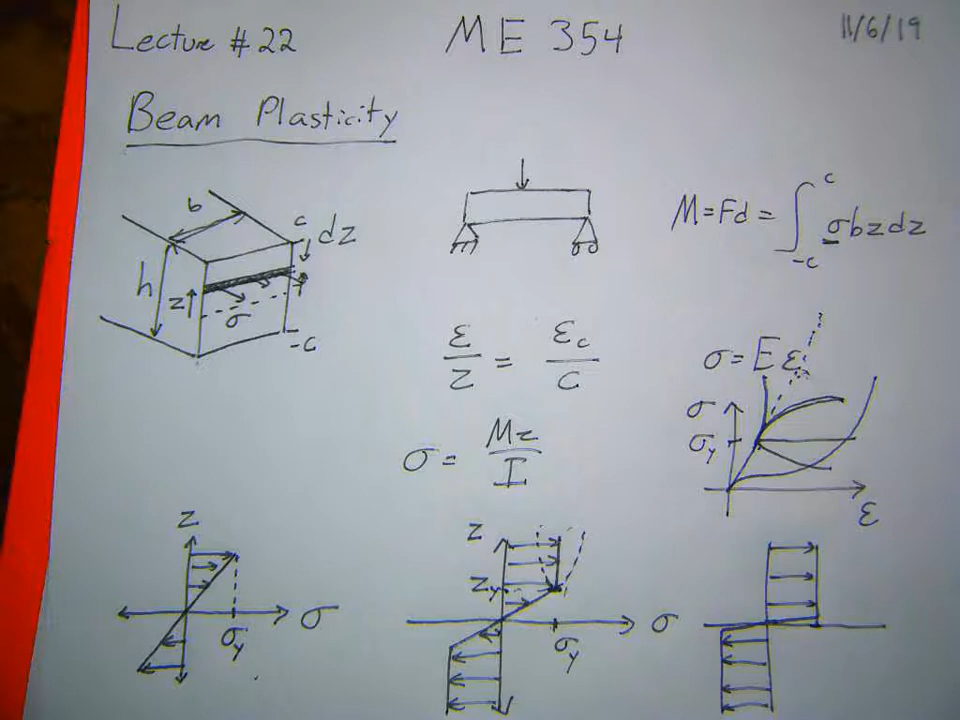 Lecture # 22 ME 354 11/6/19
Beam Plasticity
b c dz
h z σ -c
M = Fd = ∫_{-c}^{c} σbzdz
ε/z = ε_c/c
σ = Eε
σ = Mz/I
σ σ_y ε
z σ_y σ
z z_y σ_y σ